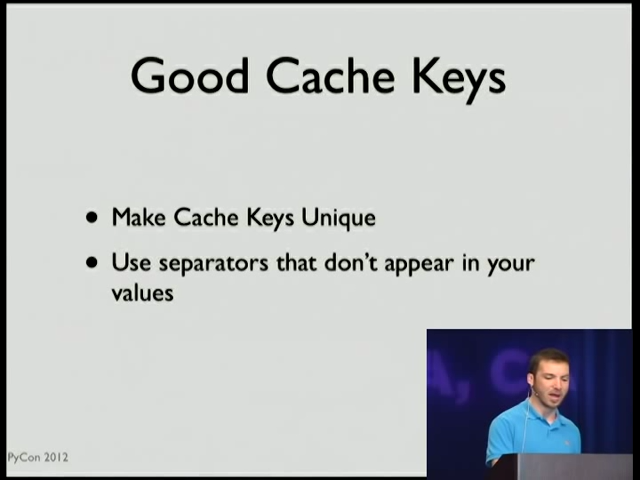 Good Cache Keys
• Make Cache Keys Unique
• Use separators that don't appear in your
values
A, C
PyCon 2012